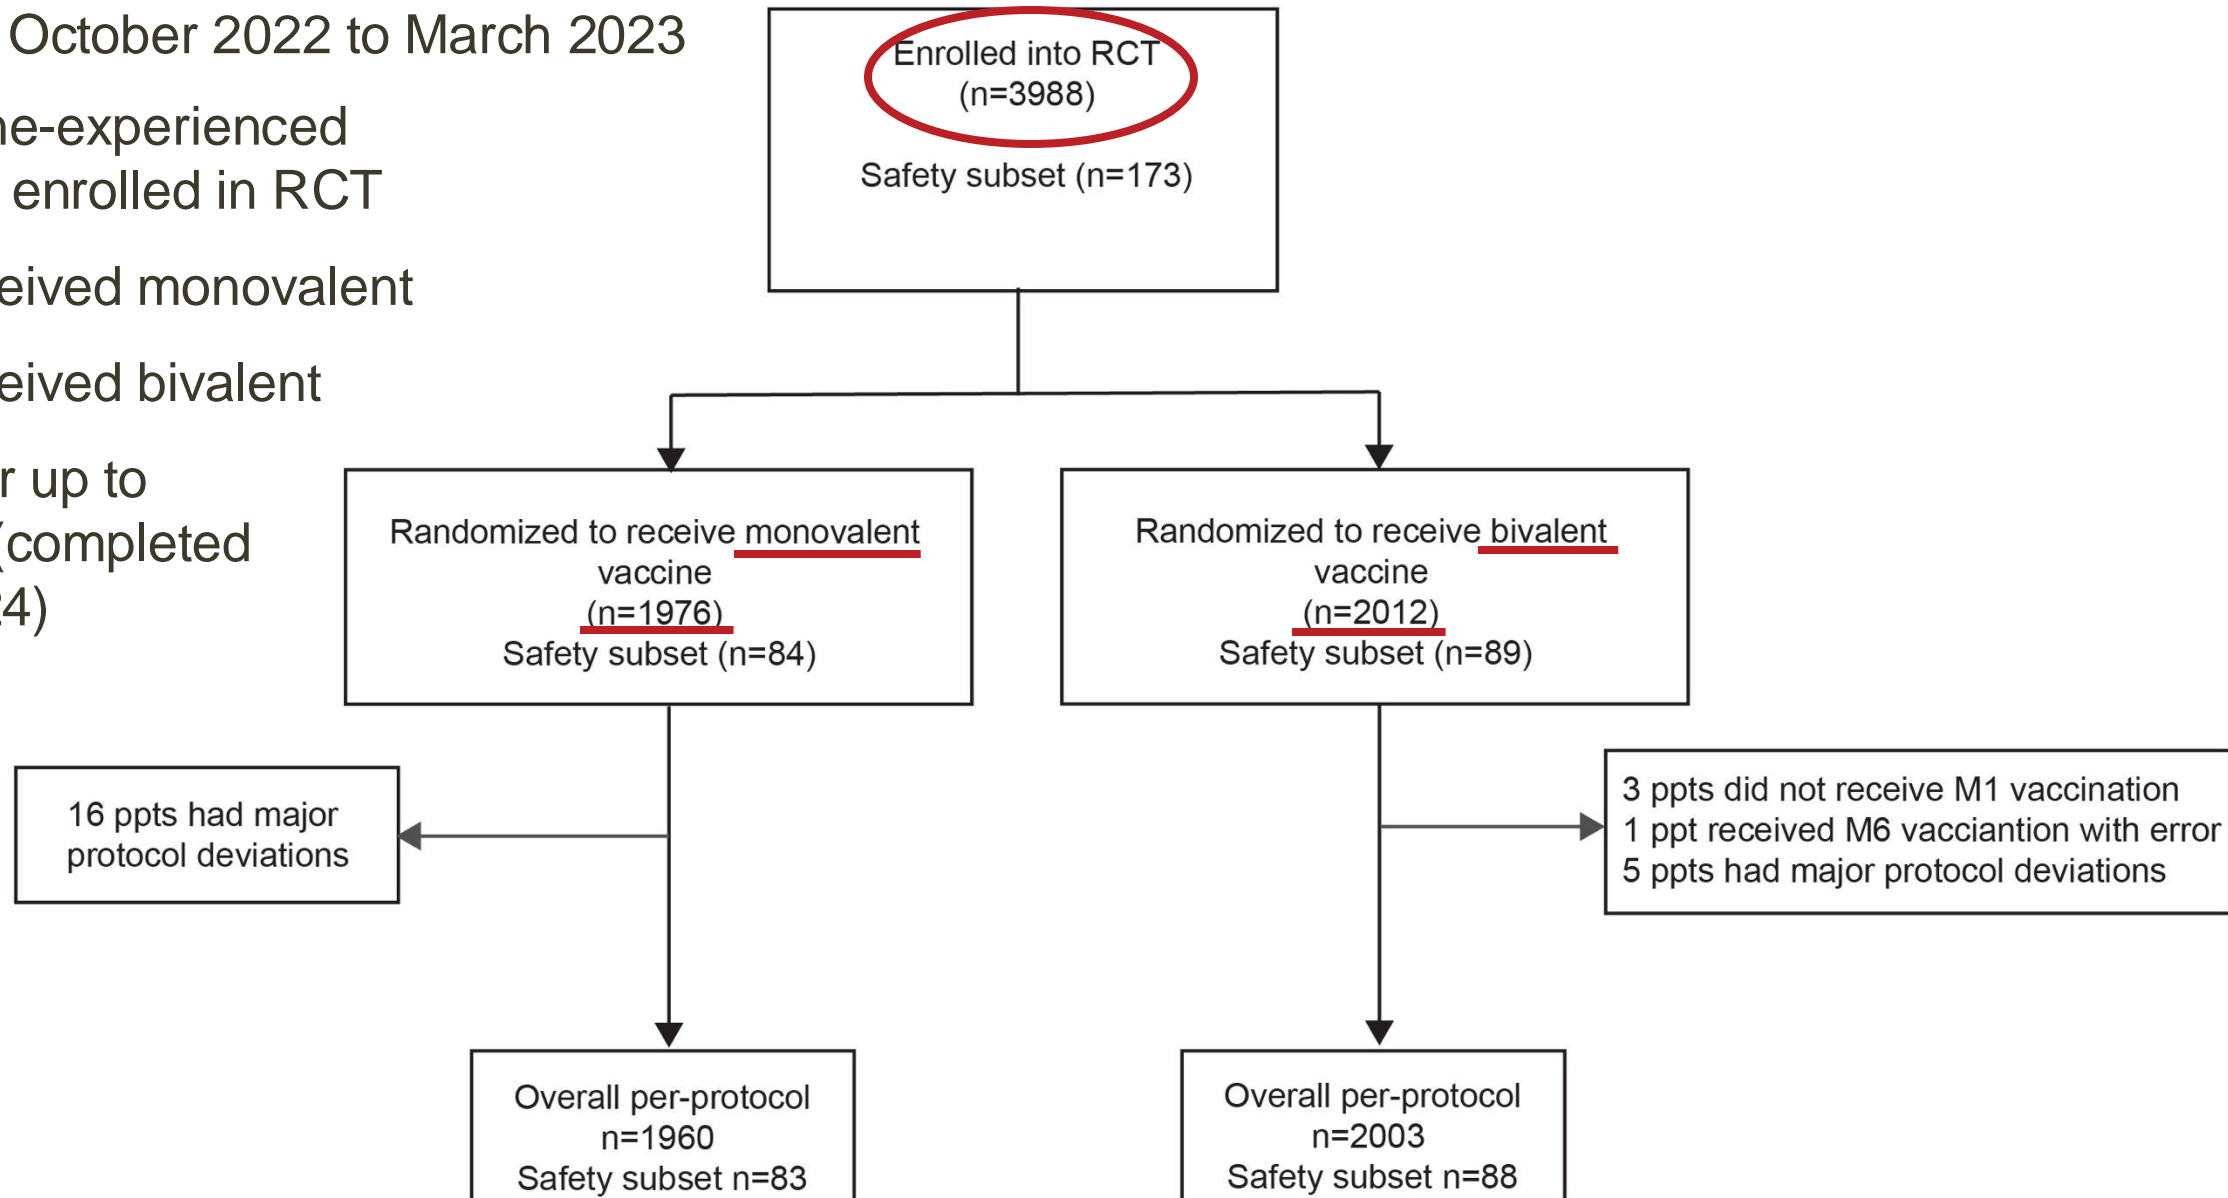 October 2022 to March 2023
ne-experienced
enrolled in RCT
eived monovalent
eived bivalent
r up to
(completed
24)
Enrolled into RCT
(n=3988)
Safety subset (n=173)
Randomized to receive monovalent
vaccine
(n=1976)
Safety subset (n=84)
Randomized to receive bivalent
vaccine
(n=2012)
Safety subset (n=89)
16 ppts had major
protocol deviations
3 ppts did not receive M1 vaccination
1 ppt received M6 vacciantion with error
5 ppts had major protocol deviations
Overall per-protocol
n=1960
Safety subset n=83
Overall per-protocol
n=2003
Safety subset n=88